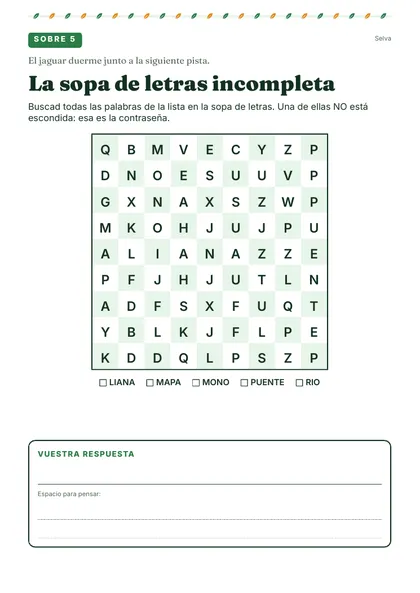 SOBRE 5
Selva
El jaguar duerme junto a la siguiente pista.
La sopa de letras incompleta
Buscad todas las palabras de la lista en la sopa de letras. Una de ellas NO está
escondida: esa es la contraseña.
Q B M V E C Y Z P
D N O E S U U V P
G X N A X S Z W P
M K O H J U J P U
A L I A N A Z Z E
P F J H J U T L N
A D F S X F U Q T
Y B L K J F L P E
K D D Q L P S Z P
LIANA MAPA MONO PUENTE RIO
VUESTRA RESPUESTA
Espacio para pensar: